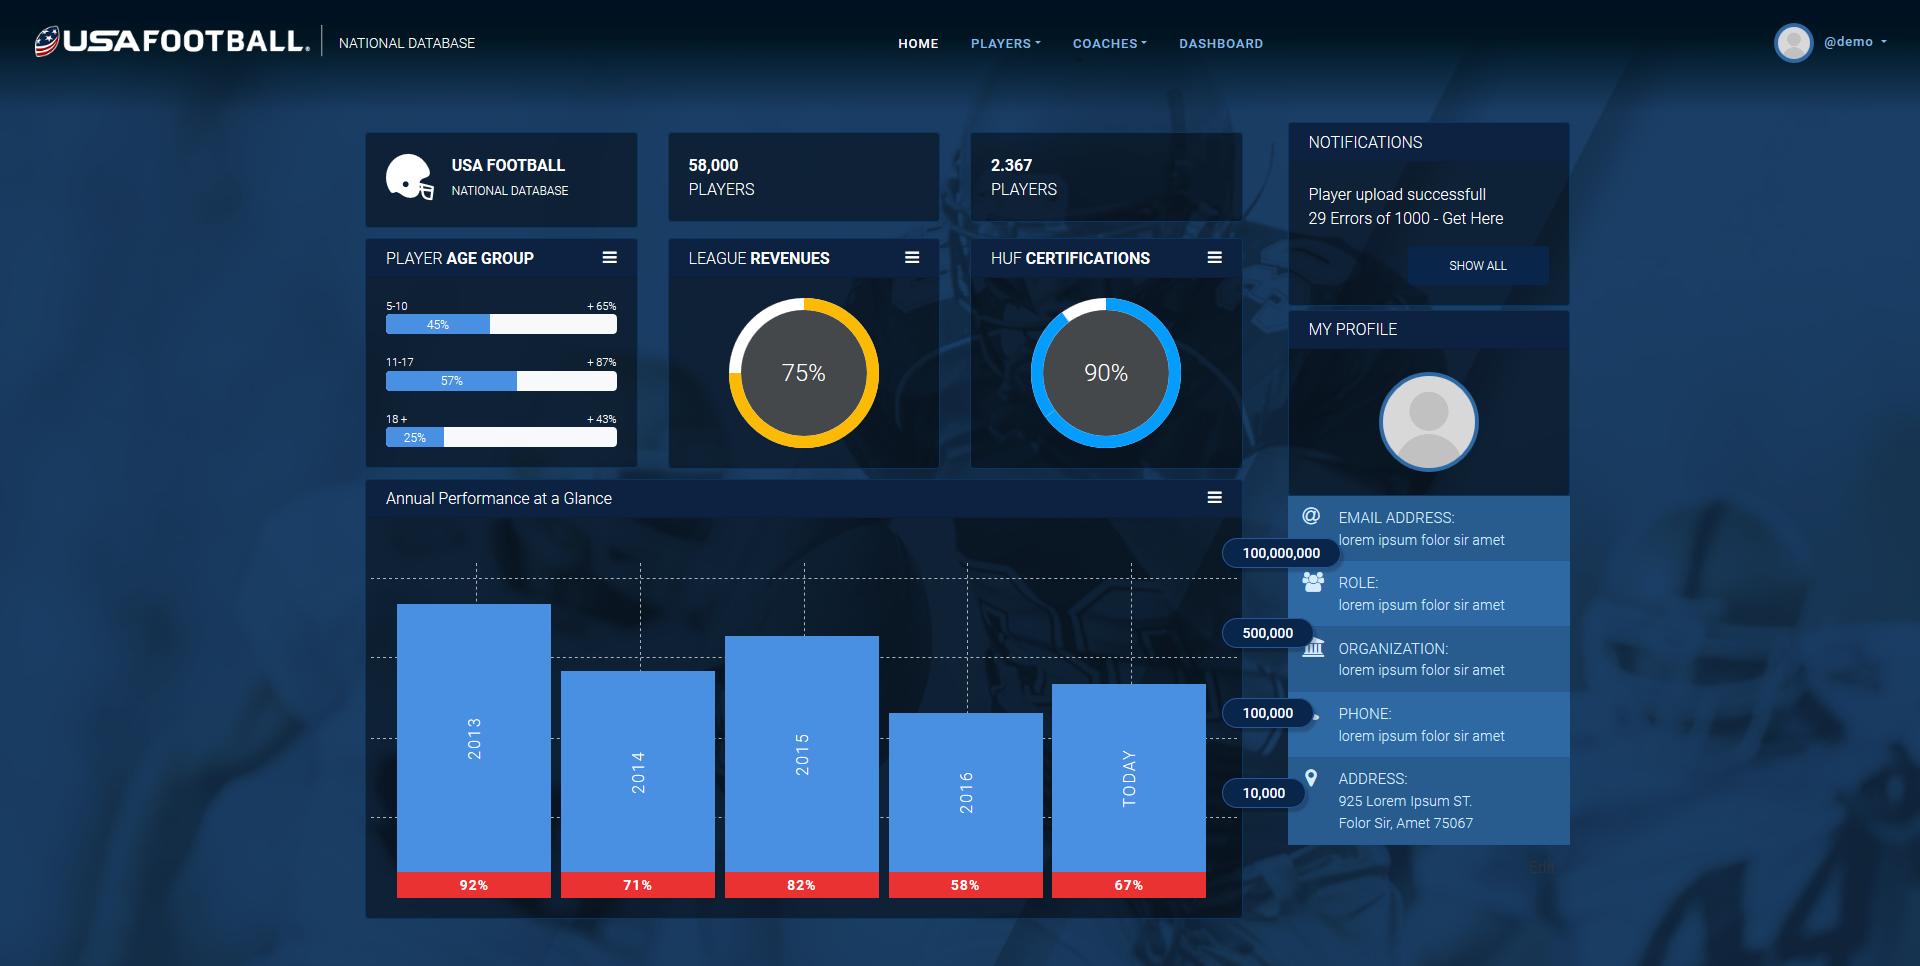 USA FOOTBALL®
NATIONAL DATABASE
HOME
PLAYERS
COACHES
DASHBOARD
@demo
USA FOOTBALL
NATIONAL DATABASE
58,000
PLAYERS
2.367
PLAYERS
NOTIFICATIONS
Player upload successfull
29 Errors of 1000 - Get Here
SHOW ALL
PLAYER AGE GROUP
5-10
+ 65%
45%
11-17
+ 87%
57%
18 +
+ 43%
25%
LEAGUE REVENUES
75%
HUF CERTIFICATIONS
90%
MY PROFILE
@
EMAIL ADDRESS:
lorem ipsum folor sir amet
ROLE:
lorem ipsum folor sir amet
ORGANIZATION:
lorem ipsum folor sir amet
PHONE:
lorem ipsum folor sir amet
ADDRESS:
925 Lorem Ipsum ST.
Folor Sir, Amet 75067
Edit
Annual Performance at a Glance
100,000,000
500,000
100,000
10,000
2013
2014
2015
2016
TODAY
92%
71%
82%
58%
67%
44